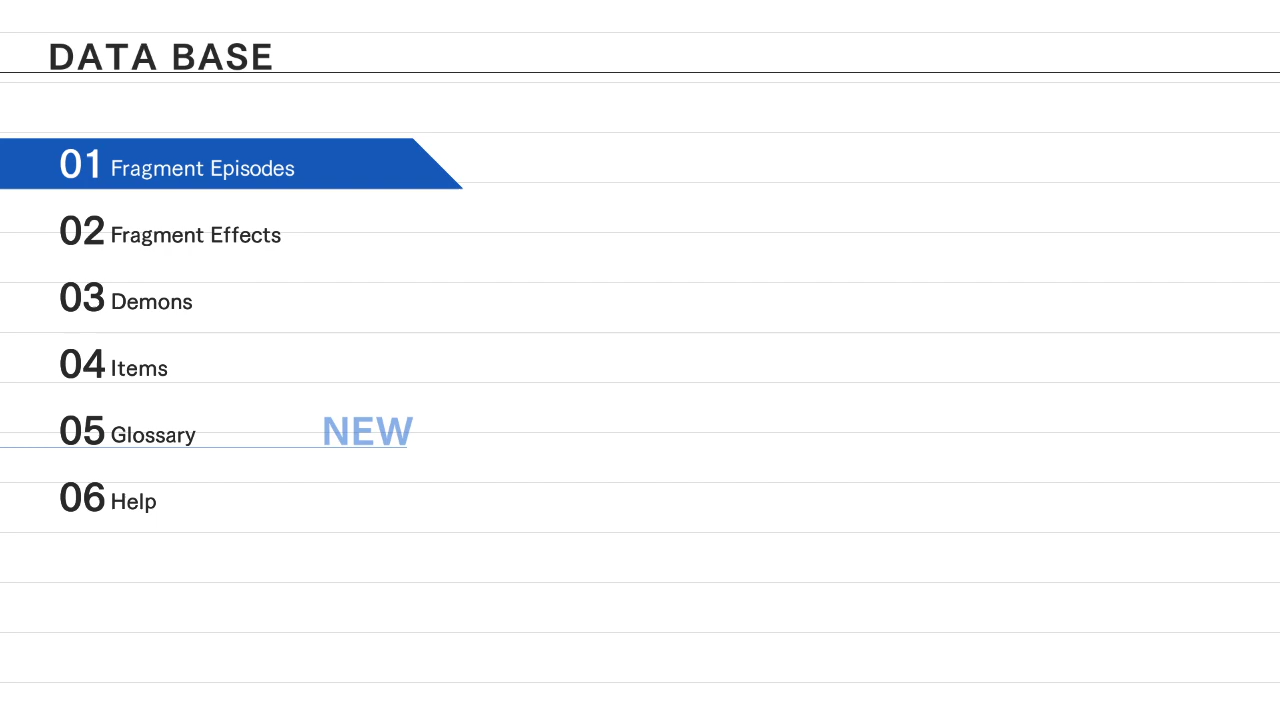 DATA BASE
01 Fragment Episodes
02 Fragment Effects
03 Demons
04 Items
05 Glossary NEW
06 Help